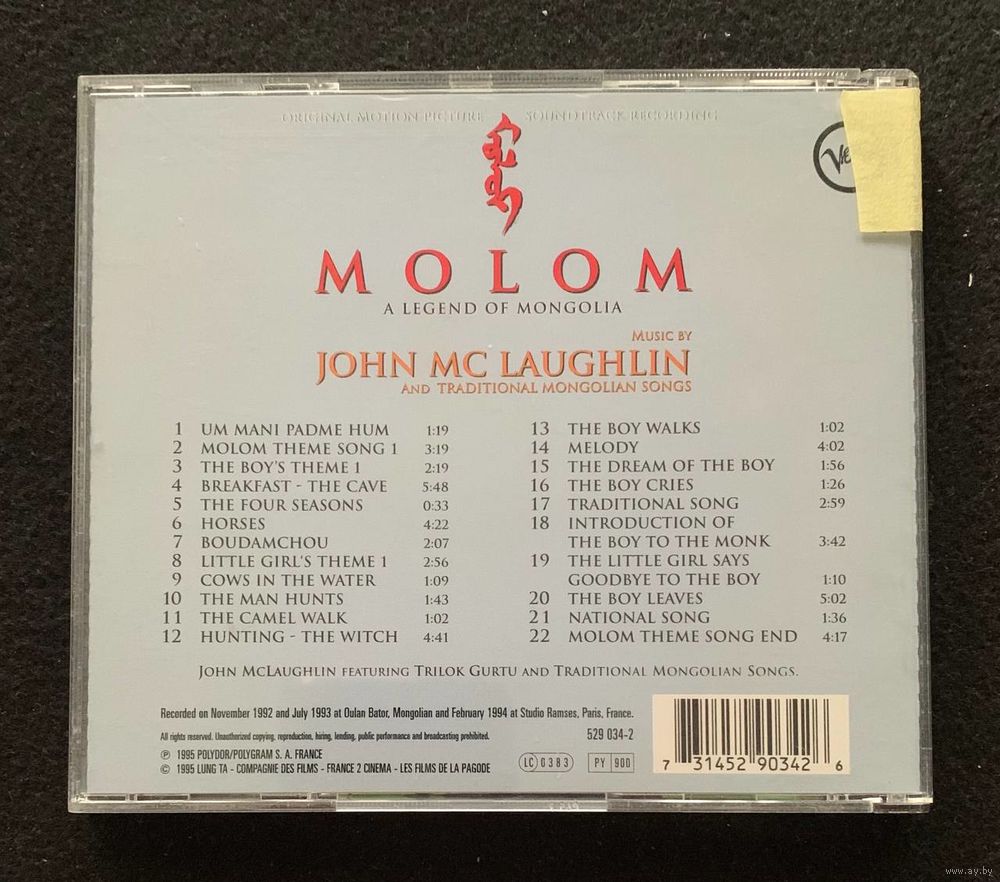 ORIGINAL MOTION PICTURE SOUNDTRACK RECORDING
MOLOM
A LEGEND OF MONGOLIA
MUSIC BY
JOHN MC LAUGHLIN
AND TRADITIONAL MONGOLIAN SONGS
1 UM MANI PADME HUM 1:19
2 MOLOM THEME SONG 1 3:19
3 THE BOY'S THEME 1 2:19
4 BREAKFAST - THE CAVE 5:48
5 THE FOUR SEASONS 0:33
6 HORSES 4:22
7 BOUDAMCHOU 2:07
8 LITTLE GIRL'S THEME 1 2:56
9 COWS IN THE WATER 1:09
10 THE MAN HUNTS 1:43
11 THE CAMEL WALK 1:02
12 HUNTING - THE WITCH 4:41
13 THE BOY WALKS 1:02
14 MELODY 4:02
15 THE DREAM OF THE BOY 1:56
16 THE BOY CRIES 1:26
17 TRADITIONAL SONG 2:59
18 INTRODUCTION OF
THE BOY TO THE MONK 3:42
19 THE LITTLE GIRL SAYS
GOODBYE TO THE BOY 1:10
20 THE BOY LEAVES 5:02
21 NATIONAL SONG 1:36
22 MOLOM THEME SONG END 4:17
JOHN MCLAUGHLIN FEATURING TRILOK GURTU AND TRADITIONAL MONGOLIAN SONGS.
Recorded on November 1992 and July 1993 at Oulan Bator, Mongolian and February 1994 at Studio Ramses, Paris, France.
All rights reserved. Unauthorized copying, reproduction, hiring, lending, public performance and broadcasting prohibited.
529 034-2
℗ 1995 POLYDOR/POLYGRAM S. A. FRANCE
© 1995 LUNG TA - COMPAGNIE DES FILMS - FRANCE 2 CINEMA - LES FILMS DE LA PAGODE
LC 0383
PY 900
7 31452 90342 6
www.ay.by